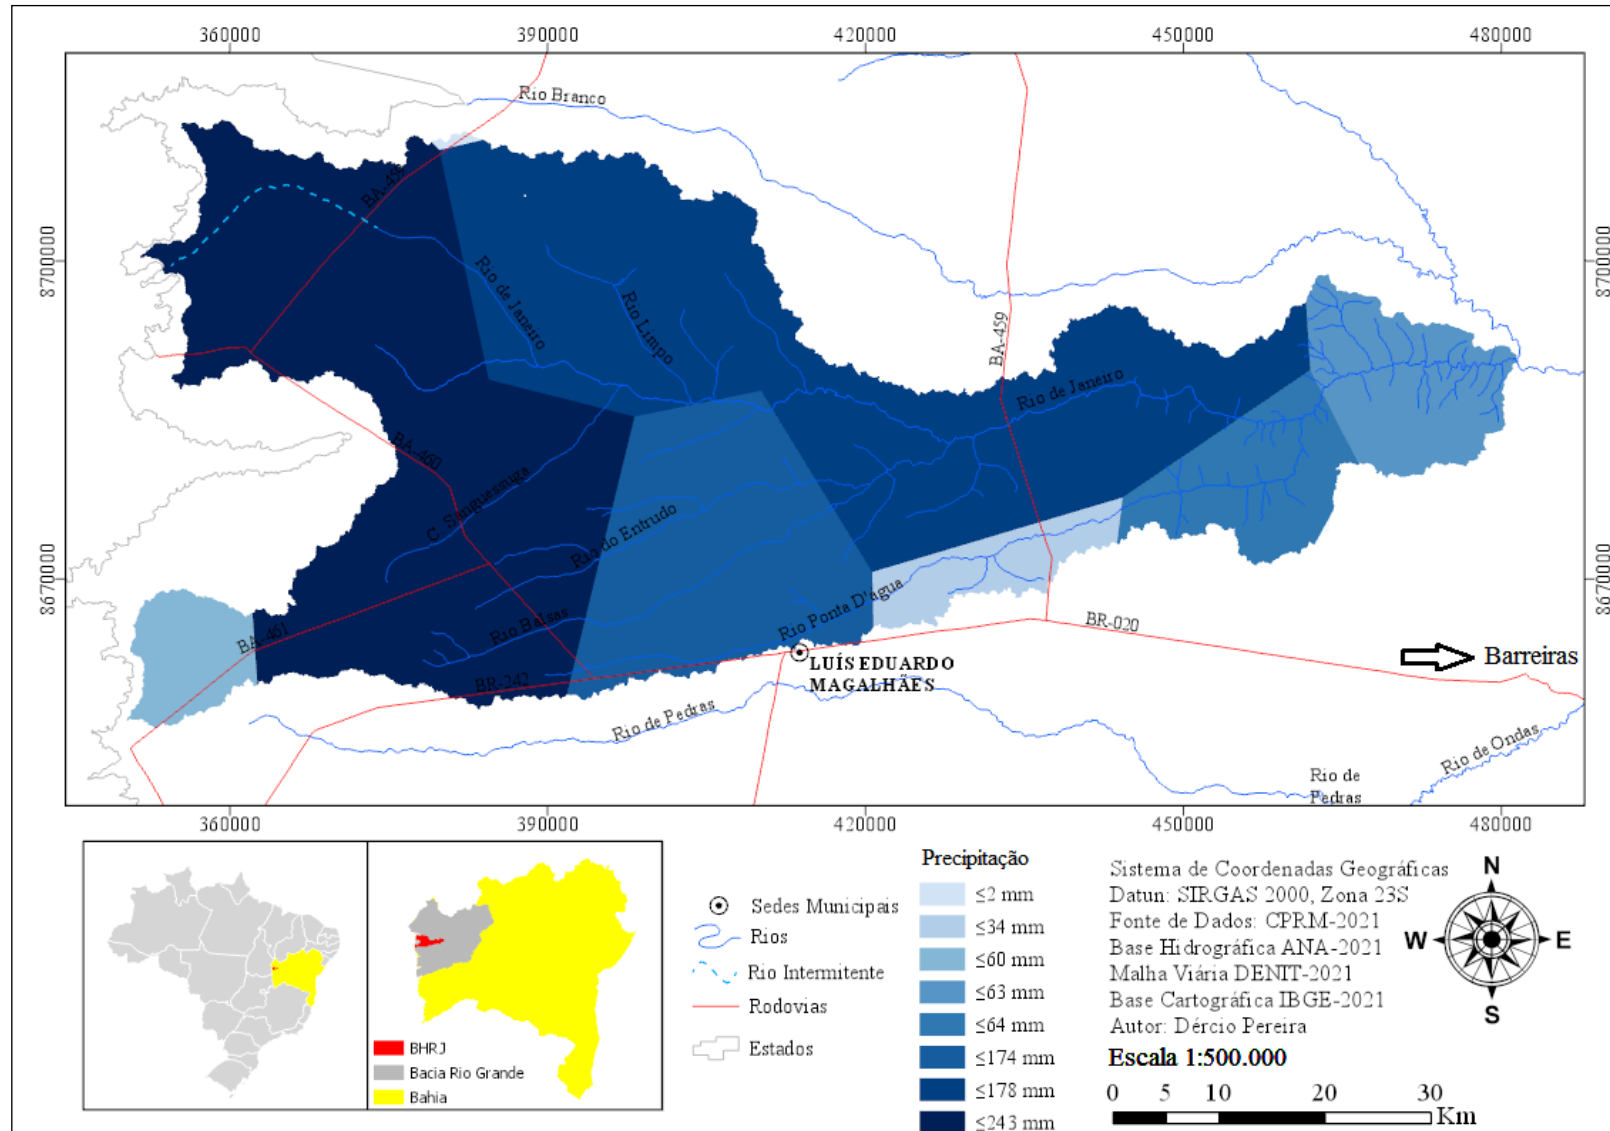 360000
390000
420000
450000
480000
Rio Branco
8700000
8700000
Rio de Janeiro
Rio Limpo
BA-459
Rio de Janeiro
BA-460
C. Sanguessuga
Rio do Entrudo
8670000
8670000
Rio Balsas
Rio Ponta D'agua
BA-461
BR-020
LUÍS EDUARDO
MAGALHÃES
Barreiras
BR-242
Rio de Pedras
Rio de Ondas
Rio de
Pedras
360000
390000
420000
450000
480000
BHRJ
Bacia Rio Grande
Bahia
Sedes Municipais
Rios
Rio Intermitente
Rodovias
Estados
Precipitação
≤2 mm
≤34 mm
≤60 mm
≤63 mm
≤64 mm
≤174 mm
≤178 mm
≤243 mm
Sistema de Coordenadas Geográficas
Datun: SIRGAS 2000, Zona 23S
Fonte de Dados: CPRM-2021
Base Hidrográfica ANA-2021
Malha Viária DENIT-2021
Base Cartográfica IBGE-2021
Autor: Dércio Pereira
Escala 1:500.000
0 5 10 20 30
Km
N
W
E
S